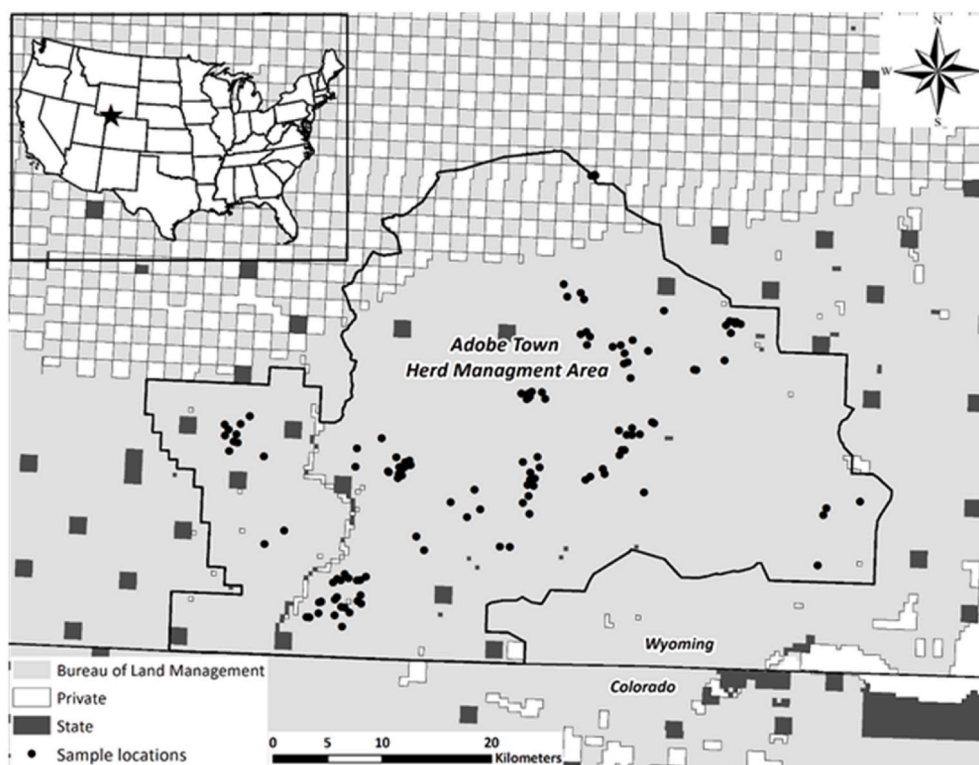 N
W
E
S
Adobe Town
Herd Managment Area
Wyoming
Colorado
Bureau of Land Management
Private
State
Sample locations
0 5 10 20
Kilometers